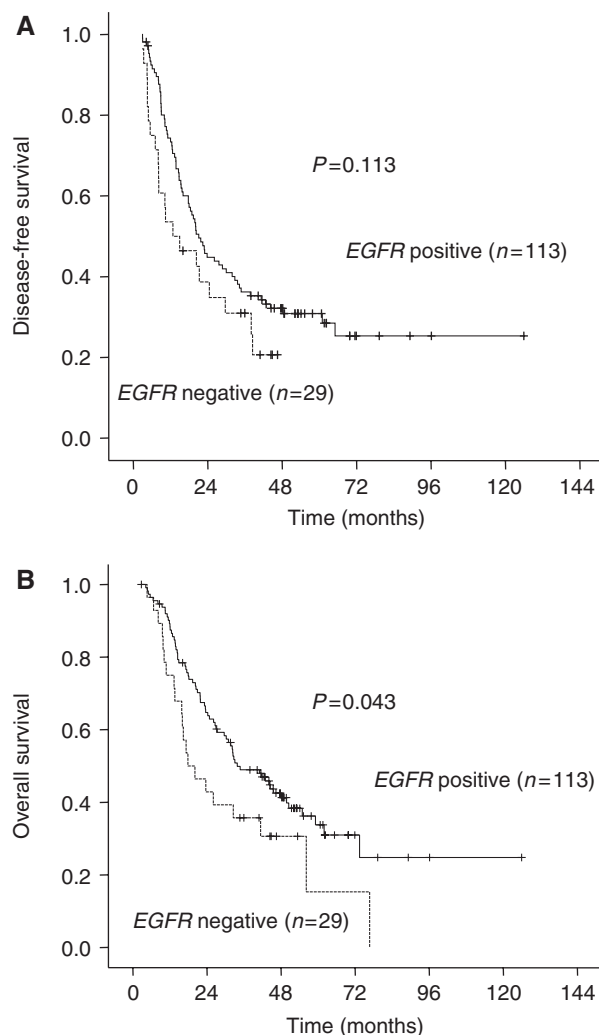 A
Disease-free survival
1.0
0.8
0.6
0.4
0.2
0.0
P=0.113
EGFR positive (n=113)
EGFR negative (n=29)
0 24 48 72 96 120 144
Time (months)
B
Overall survival
1.0
0.8
0.6
0.4
0.2
0.0
P=0.043
EGFR positive (n=113)
EGFR negative (n=29)
0 24 48 72 96 120 144
Time (months)